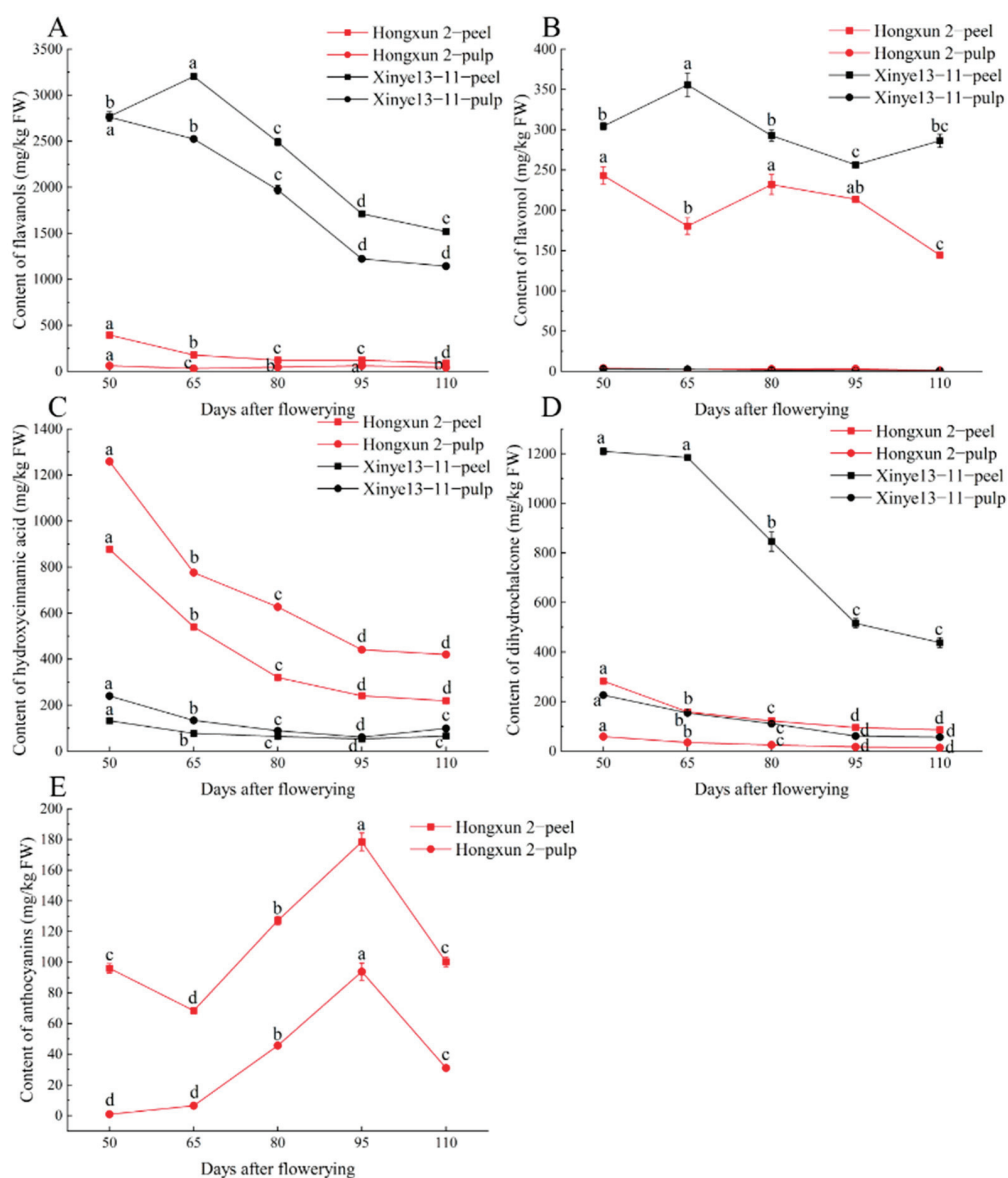 A
Hongxun 2-peel
Hongxun 2-pulp
Xinye13-11-peel
Xinye13-11-pulp
Content of flavanols (mg/kg FW)
3500
3000
2500
2000
1500
1000
500
0
a
b
b
c
d
c
a
b
c
d
d
a
b
c
c
d
a
c
b
a
b
50 65 80 95 110
Days after flowerying
B
Hongxun 2-peel
Hongxun 2-pulp
Xinye13-11-peel
Xinye13-11-pulp
Content of flavonol (mg/kg FW)
400
350
300
250
200
150
100
50
0
b
a
b
c
bc
a
b
a
ab
c
50 65 80 95 110
Days after flowerying
C
Hongxun 2-peel
Hongxun 2-pulp
Xinye13-11-peel
Xinye13-11-pulp
Content of hydroxycinnamic acid (mg/kg FW)
1400
1200
1000
800
600
400
200
0
a
b
c
d
d
a
b
c
d
d
a
b
c
d
c
a
b
c
d
c
50 65 80 95 110
Days after flowerying
D
Hongxun 2-peel
Hongxun 2-pulp
Xinye13-11-peel
Xinye13-11-pulp
Content of dihydrochalcone (mg/kg FW)
1200
1000
800
600
400
200
0
a
a
b
c
c
a
b
c
d
d
a
b
c
d
d
a
b
c
d
d
50 65 80 95 110
Days after flowerying
E
Hongxun 2-peel
Hongxun 2-pulp
Content of anthocyanins (mg/kg FW)
200
180
160
140
120
100
80
60
40
20
0
c
d
b
a
c
d
d
b
a
c
50 65 80 95 110
Days after flowerying